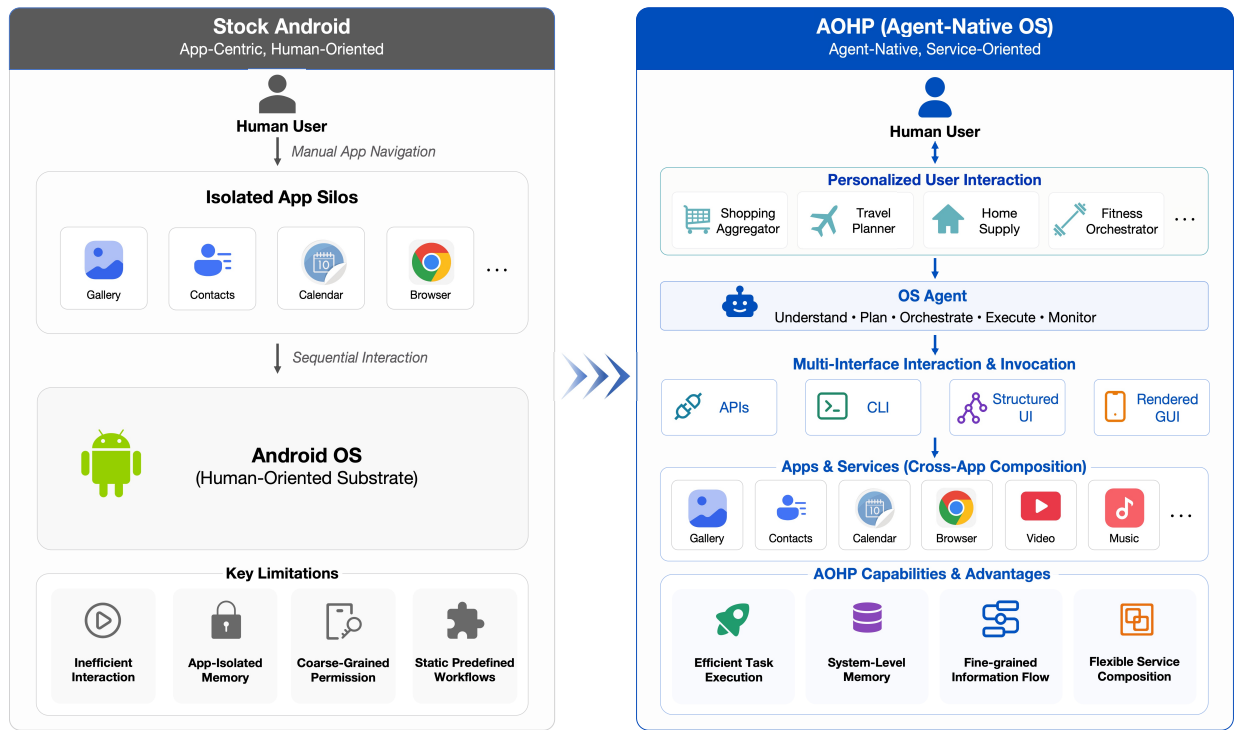 Stock Android
App-Centric, Human-Oriented
Human User
Manual App Navigation
Isolated App Silos
Gallery
Contacts
10
Calendar
Browser
...
Sequential Interaction
Android OS
(Human-Oriented Substrate)
Key Limitations
Inefficient
Interaction
App-Isolated
Memory
Coarse-Grained
Permission
Static Predefined
Workflows
AOHP (Agent-Native OS)
Agent-Native, Service-Oriented
Human User
Personalized User Interaction
Shopping
Aggregator
Travel
Planner
Home
Supply
Fitness
Orchestrator
...
OS Agent
Understand • Plan • Orchestrate • Execute • Monitor
Multi-Interface Interaction & Invocation
APIs
CLI
Structured
UI
Rendered
GUI
Apps & Services (Cross-App Composition)
Gallery
Contacts
10
Calendar
Browser
Video
Music
...
AOHP Capabilities & Advantages
Efficient Task
Execution
System-Level
Memory
Fine-grained
Information Flow
Flexible Service
Composition